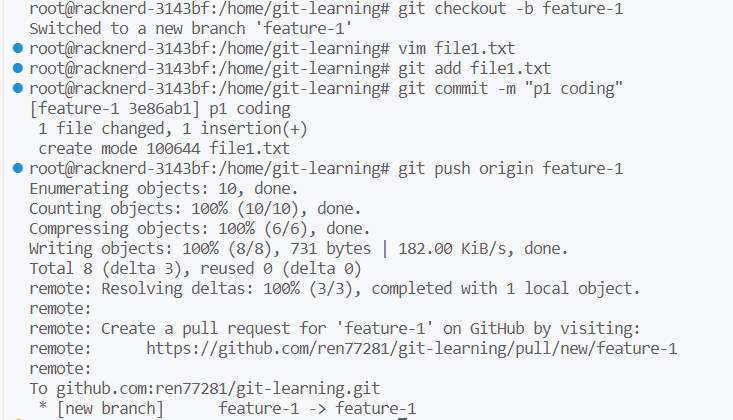 root@racknerd-3143bf:/home/git-learning# git checkout -b feature-1
Switched to a new branch 'feature-1'
root@racknerd-3143bf:/home/git-learning# vim file1.txt
root@racknerd-3143bf:/home/git-learning# git add file1.txt
root@racknerd-3143bf:/home/git-learning# git commit -m "p1 coding"
[feature-1 3e86ab1] p1 coding
 1 file changed, 1 insertion(+)
 create mode 100644 file1.txt
root@racknerd-3143bf:/home/git-learning# git push origin feature-1
Enumerating objects: 10, done.
Counting objects: 100% (10/10), done.
Compressing objects: 100% (6/6), done.
Writing objects: 100% (8/8), 731 bytes | 182.00 KiB/s, done.
Total 8 (delta 3), reused 0 (delta 0)
remote: Resolving deltas: 100% (3/3), completed with 1 local object.
remote:
remote: Create a pull request for 'feature-1' on GitHub by visiting:
remote:      https://github.com/ren77281/git-learning/pull/new/feature-1
remote:
To github.com:ren77281/git-learning.git
 * [new branch]      feature-1 -> feature-1